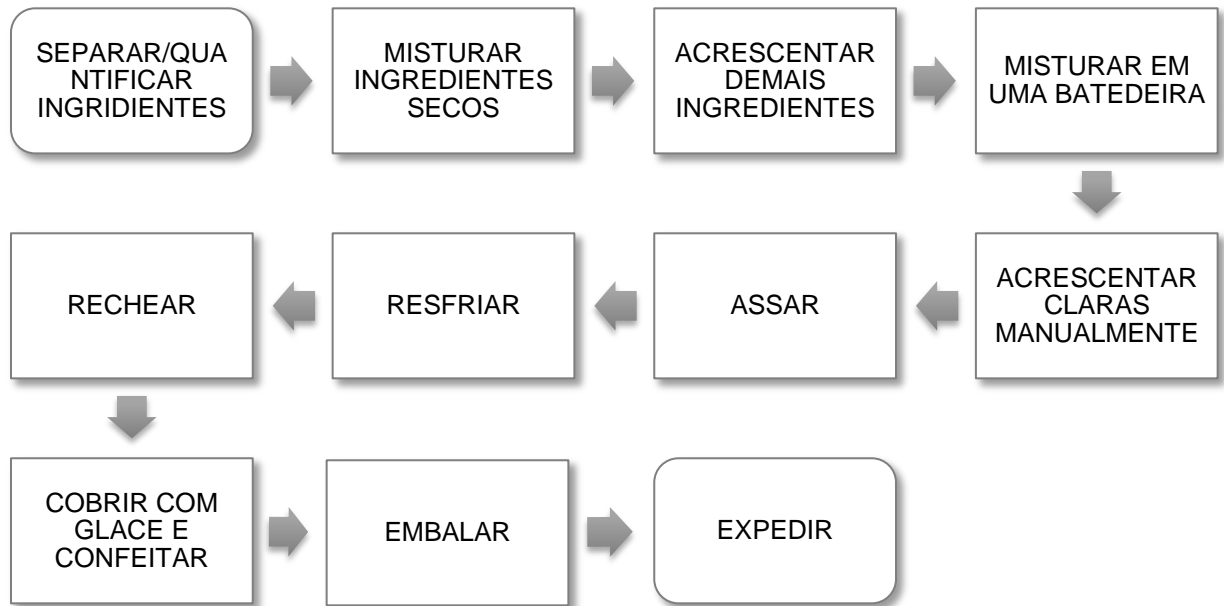 SEPARAR/QUA
NTIFICAR
INGRIDIENTES
MISTURAR
INGREDIENTES
SECOS
ACRESCENTAR
DEMAIS
INGREDIENTES
MISTURAR EM
UMA BATEDEIRA
ACRESCENTAR
CLARAS
MANUALMENTE
ASSAR
RESFRIAR
RECHEAR
COBRIR COM
GLACE E
CONFEITAR
EMBALAR
EXPEDIR